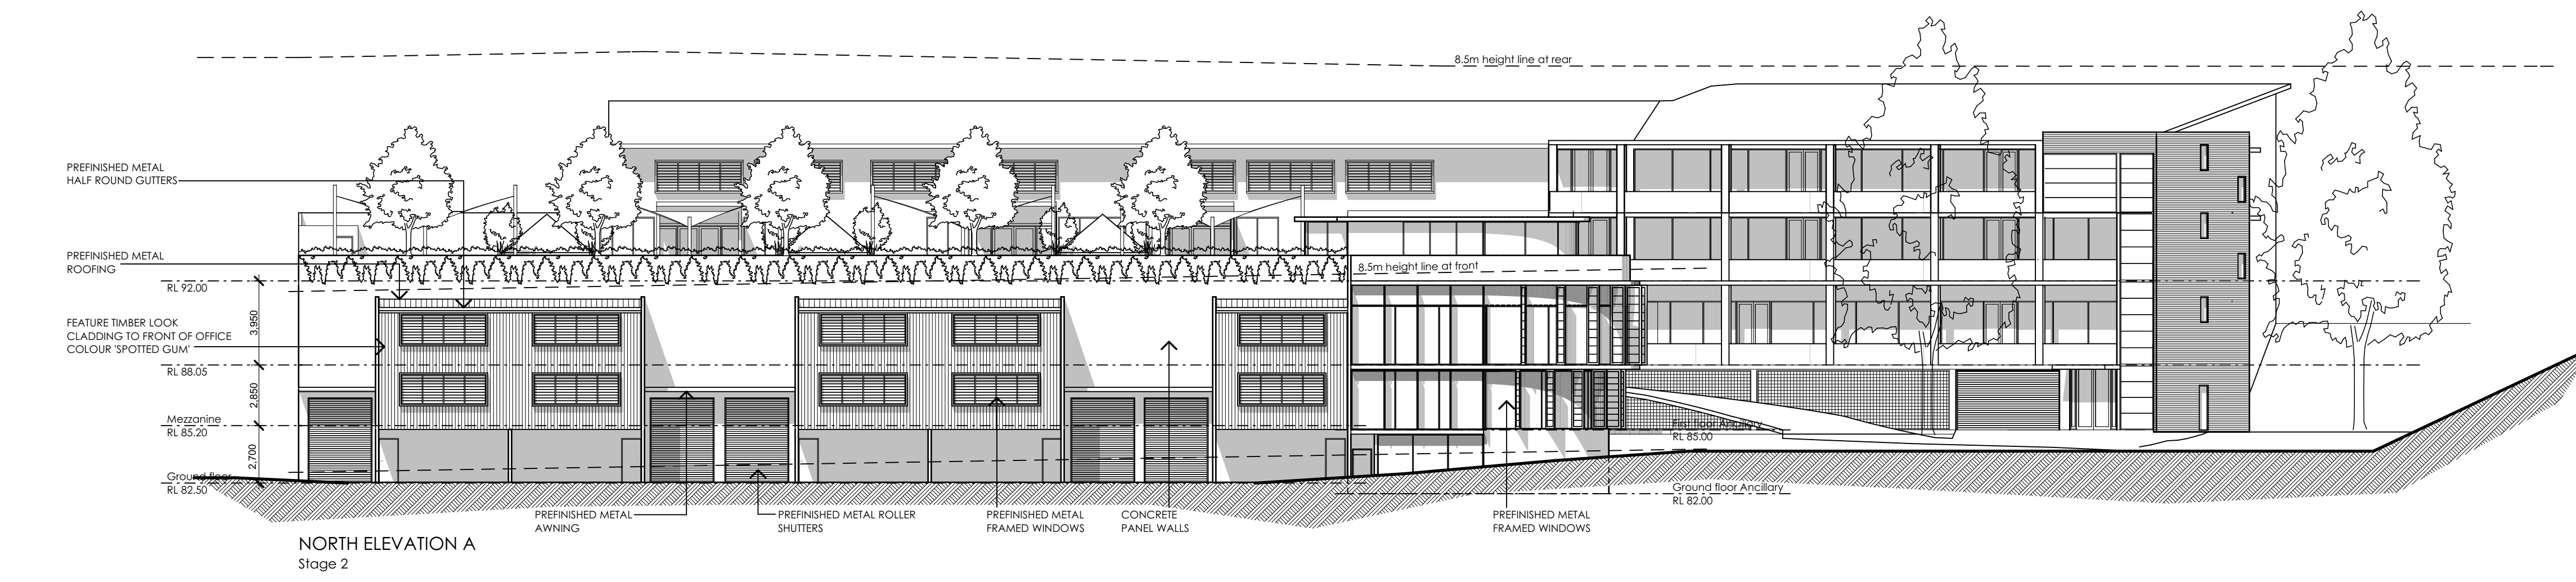 8.5m height line at rear
PREFINISHED METAL
HALF ROUND GUTTERS
PREFINISHED METAL
ROOFING
8.5m height line at front
RL 92.00
3,950
FEATURE TIMBER LOOK
CLADDING TO FRONT OF OFFICE
COLOUR 'SPOTTED GUM'
RL 88.05
2,850
Mezzanine
RL 85.20
First floor Ancillary
RL 85.00
2,700
Ground floor
RL 82.50
Ground floor Ancillary
RL 82.00
PREFINISHED METAL
AWNING
PREFINISHED METAL ROLLER
SHUTTERS
PREFINISHED METAL
FRAMED WINDOWS
CONCRETE
PANEL WALLS
PREFINISHED METAL
FRAMED WINDOWS
NORTH ELEVATION A
Stage 2